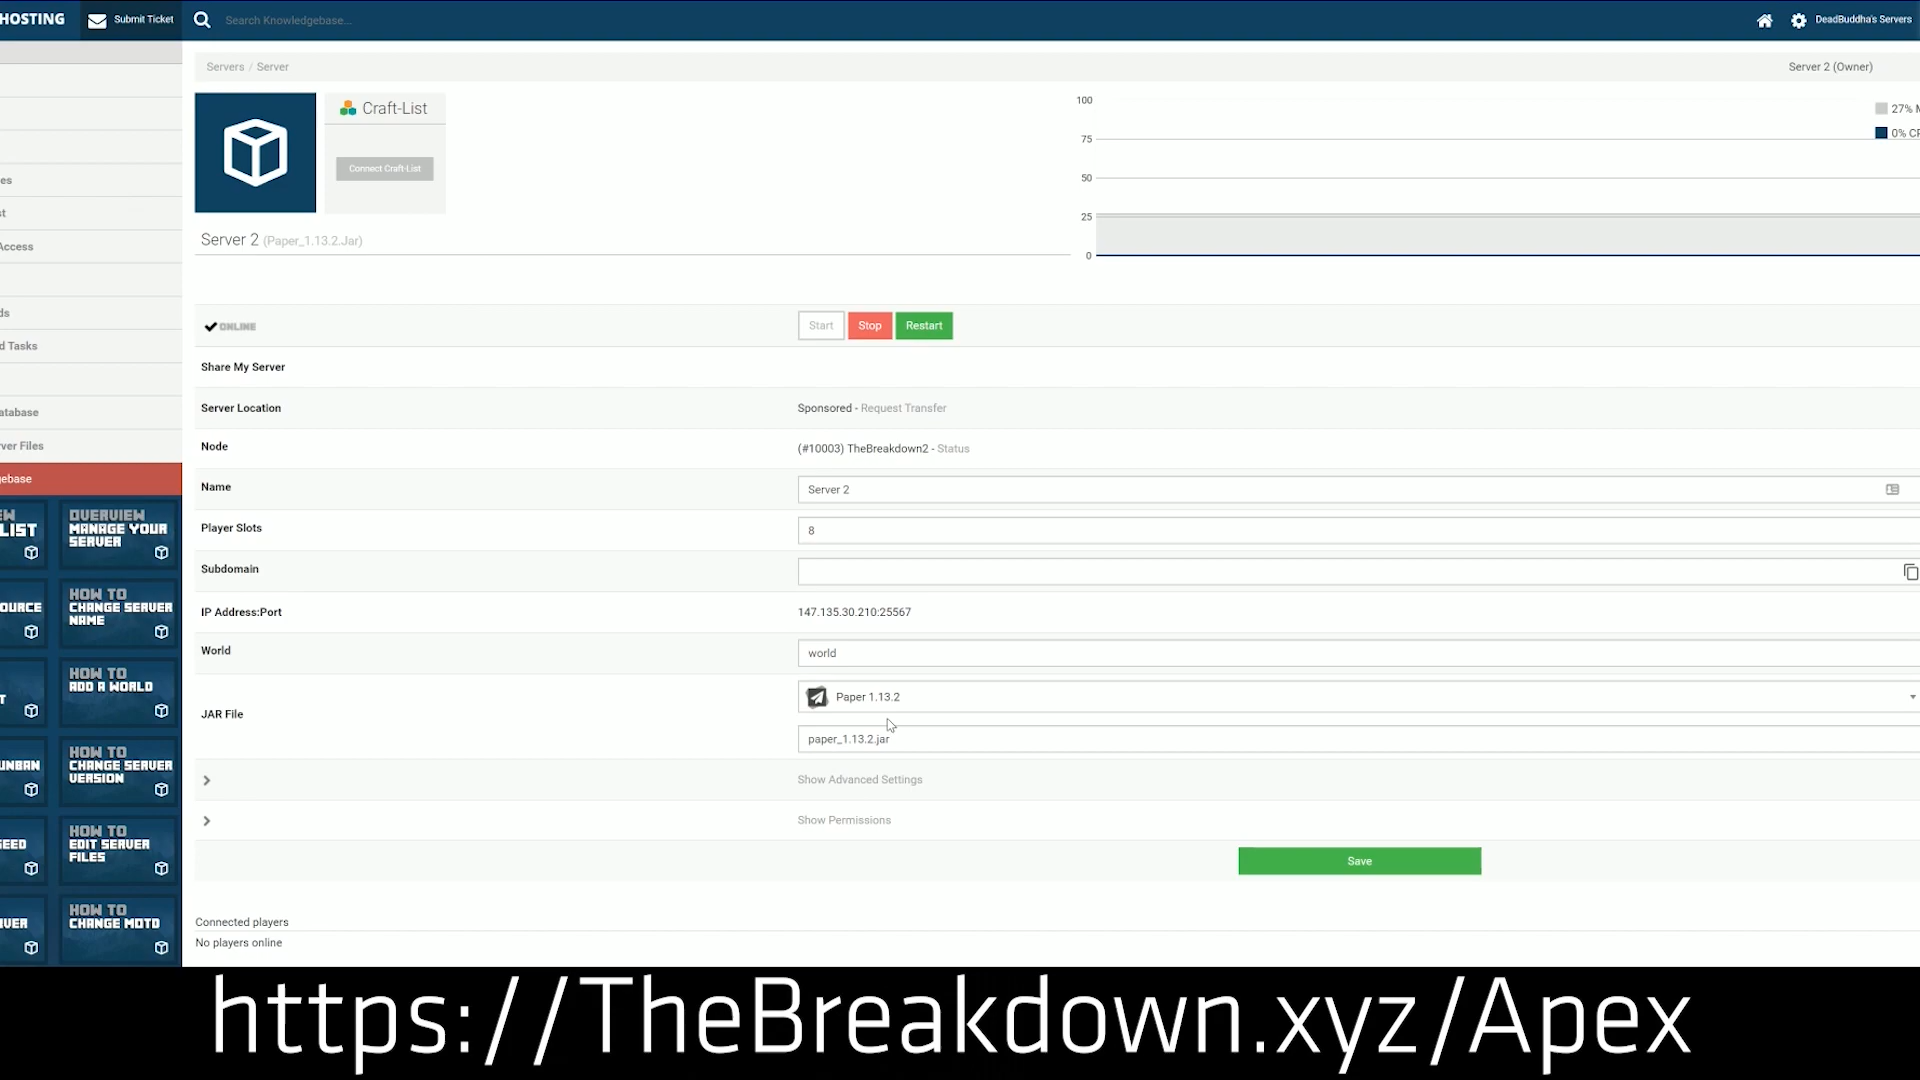 HOSTING Submit Ticket Search Knowledgebase... DeadBuddha's Servers
Servers / Server Server 2 (Owner)
Craft-List
Connect Craft-List
100
75
50
25
0
27%
0%
Server 2 (Paper_1.13.2.Jar)
Access
d Tasks
atabase
ver Files
ebase
ONLINE Start Stop Restart
Share My Server
Server Location Sponsored - Request Transfer
Node (#10003) TheBreakdown2 - Status
Name Server 2
Player Slots 8
Subdomain
IP Address:Port 147.135.30.210:25567
World world
JAR File Paper 1.13.2
paper_1.13.2.jar
Show Advanced Settings
Show Permissions
Save
Connected players
No players online
LIST
OVERVIEW
MANAGE YOUR
SERVER
OURCE
HOW TO
CHANGE SERVER
NAME
HOW TO
ADD A WORLD
UNBAN
HOW TO
CHANGE SERVER
VERSION
SEED
HOW TO
EDIT SERVER
FILES
HOW TO
CHANGE MOTD
https://TheBreakdown.xyz/Apex